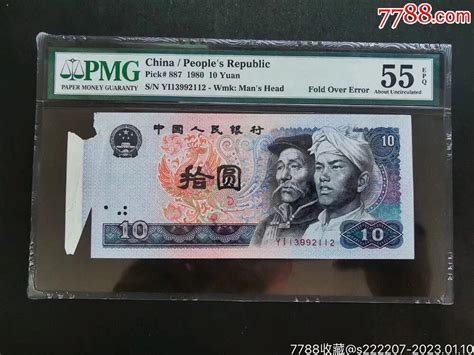 7788.com
PMG
PAPER MONEY GUARANTY
China / People's Republic
Pick# 887 1980 10 Yuan
S/N YI13992112 - Wmk: Man's Head
55 EPQ
About Uncirculated
Fold Over Error
中国人民银行
10
拾圆
YI13992112
10
10
7788收藏@s222207-2023.01.10